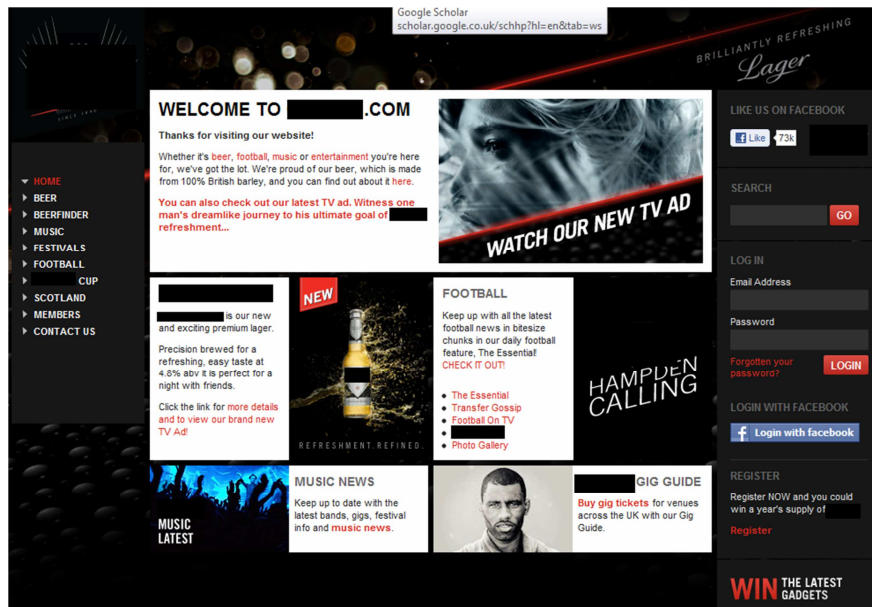 Google Scholar
scholar.google.co.uk/schhp?hl=en&tab=ws
BRILLIANTLY REFRESHING
Lager
WELCOME TO .COM
Thanks for visiting our website!
Whether it's beer, football, music or entertainment you're here
for, we've got the lot. We're proud of our beer, which is made
from 100% British barley, and you can find out about it here.
You can also check out our latest TV ad. Witness one
man's dreamlike journey to his ultimate goal of
refreshment...
WATCH OUR NEW TV AD
HOME
BEER
BEERFINDER
MUSIC
FESTIVALS
FOOTBALL
CUP
SCOTLAND
MEMBERS
CONTACT US
is our new
and exciting premium lager.
Precision brewed for a
refreshing, easy taste at
4.8% abv it is perfect for a
night with friends.
Click the link for more details
and to view our brand new
TV Ad!
NEW
REFRESHMENT. REFINED.
FOOTBALL
Keep up with all the latest
football news in bitesize
chunks in our daily football
feature, The Essential!
CHECK IT OUT!
The Essential
Transfer Gossip
Football On TV
Photo Gallery
HAMPDEN
CALLING
MUSIC
LATEST
MUSIC NEWS
Keep up to date with the
latest bands, gigs, festival
info and music news.
GIG GUIDE
Buy gig tickets for venues
across the UK with our Gig
Guide.
LIKE US ON FACEBOOK
Like 73k
SEARCH
GO
LOG IN
Email Address
Password
Forgotten your
password?
LOGIN
LOGIN WITH FACEBOOK
Login with facebook
REGISTER
Register NOW and you could
win a year's supply of
Register
WIN THE LATEST
GADGETS